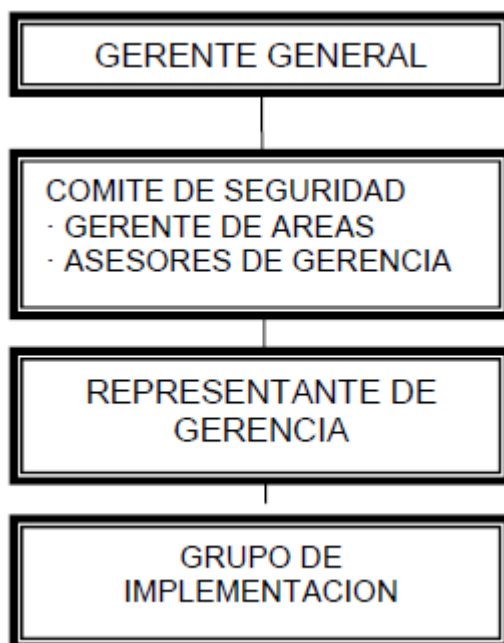 GERENTE GENERAL
COMITE DE SEGURIDAD
· GERENTE DE AREAS
· ASESORES DE GERENCIA
REPRESENTANTE DE
GERENCIA
GRUPO DE
IMPLEMENTACION